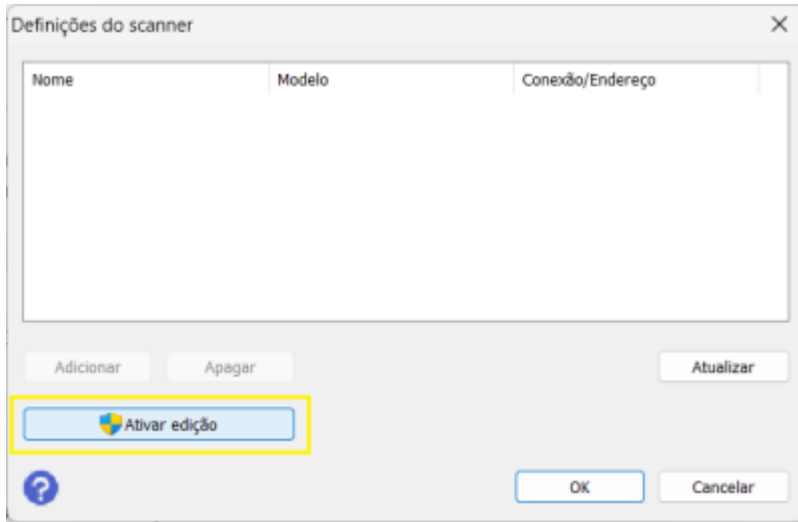 Definições do scanner
Nome Modelo Conexão/Endereço
Adicionar Apagar Atualizar
Ativar edição
? OK Cancelar